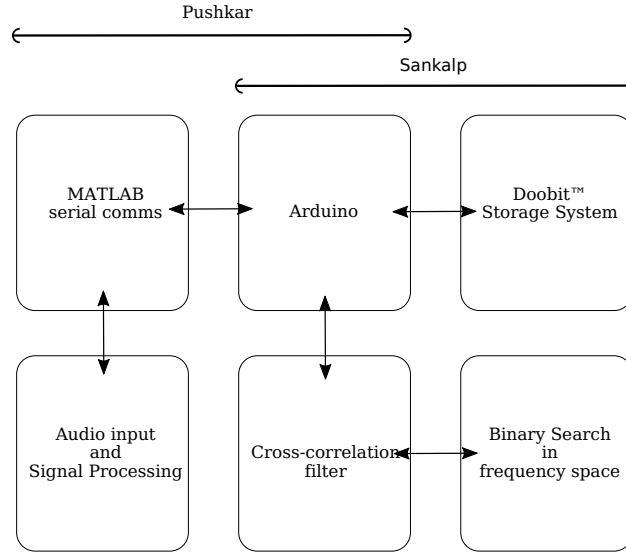 Pushkar
Sankalp
MATLAB
serial comms
Arduino
Doobit™
Storage System
Audio input
and
Signal Processing
Cross-correlation
filter
Binary Search
in
frequency space